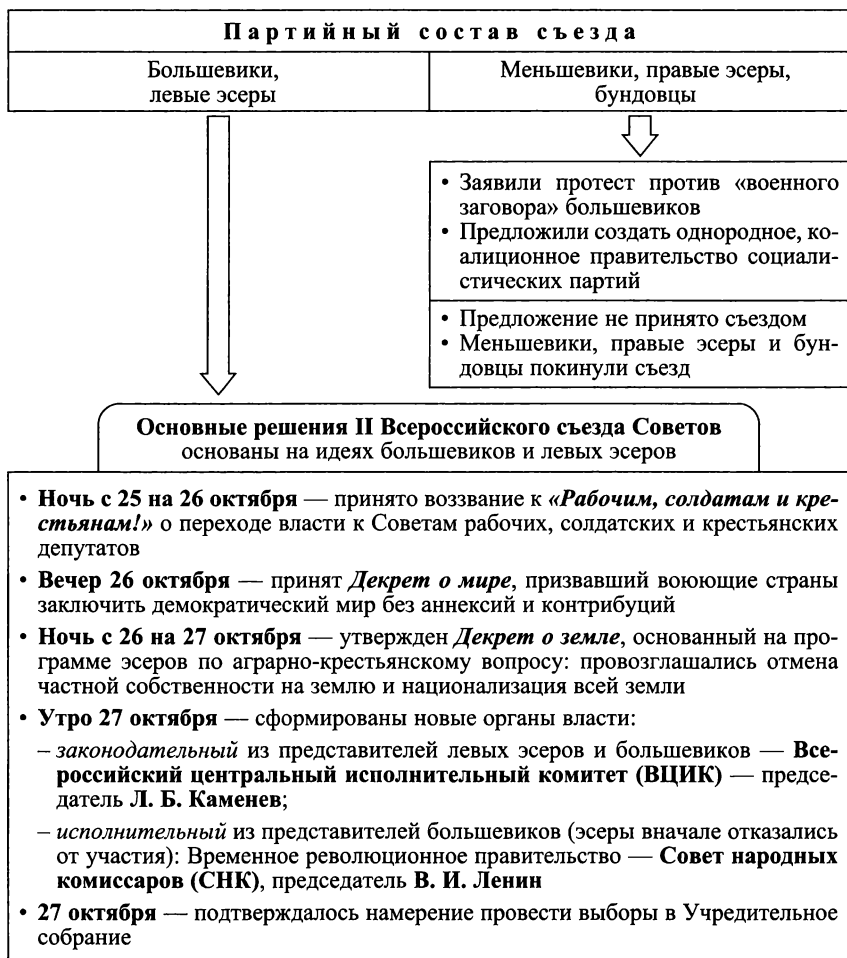 Партийный состав съезда
Большевики,
левые эсеры
Меньшевики, правые эсеры,
бундовцы
• Заявили протест против «военного
заговора» большевиков
• Предложили создать однородное, ко-
алиционное правительство социали-
стических партий
• Предложение не принято съездом
• Меньшевики, правые эсеры и бун-
довцы покинули съезд
Основные решения II Всероссийского съезда Советов
основаны на идеях большевиков и левых эсеров
• Ночь с 25 на 26 октября — принято воззвание к «Рабочим, солдатам и кре-
стьянам!» о переходе власти к Советам рабочих, солдатских и крестьянских
депутатов
• Вечер 26 октября — принят Декрет о мире, призвавший воюющие страны
заключить демократический мир без аннексий и контрибуций
• Ночь с 26 на 27 октября — утвержден Декрет о земле, основанный на про-
грамме эсеров по аграрно-крестьянскому вопросу: провозглашались отмена
частной собственности на землю и национализация всей земли
• Утро 27 октября — сформированы новые органы власти:
– законодательный из представителей левых эсеров и большевиков — Все-
российский центральный исполнительный комитет (ВЦИК) — предсе-
датель Л. Б. Каменев;
– исполнительный из представителей большевиков (эсеры вначале отказались
от участия): Временное революционное правительство — Совет народных
комиссаров (СНК), председатель В. И. Ленин
• 27 октября — подтверждалось намерение провести выборы в Учредительное
собрание